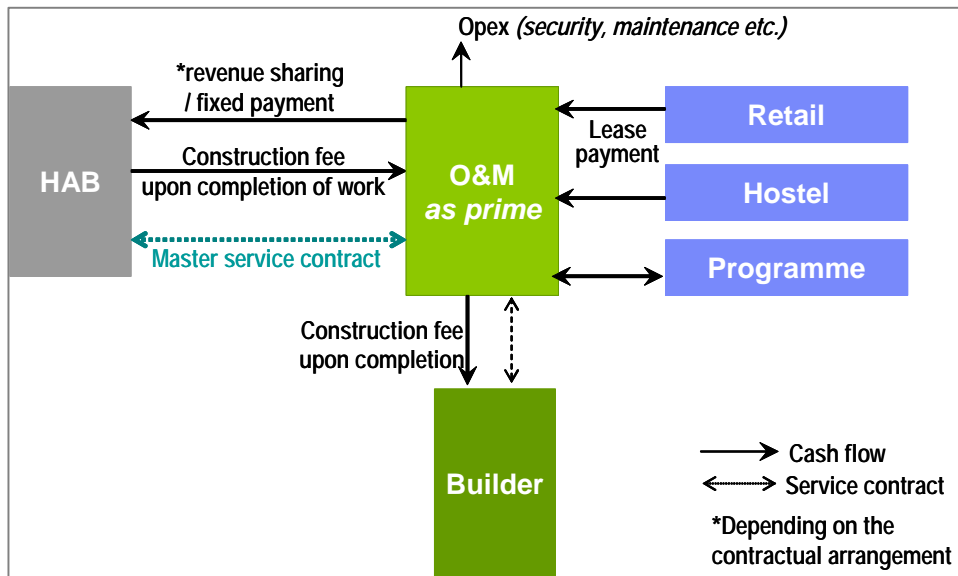 Opex (security, maintenance etc.)
*revenue sharing
/ fixed payment
HAB
Construction fee
upon completion of work
Master service contract
O&M
as prime
Lease
payment
Retail
Hostel
Programme
Construction fee
upon completion
Builder
Cash flow
Service contract
*Depending on the
contractual arrangement